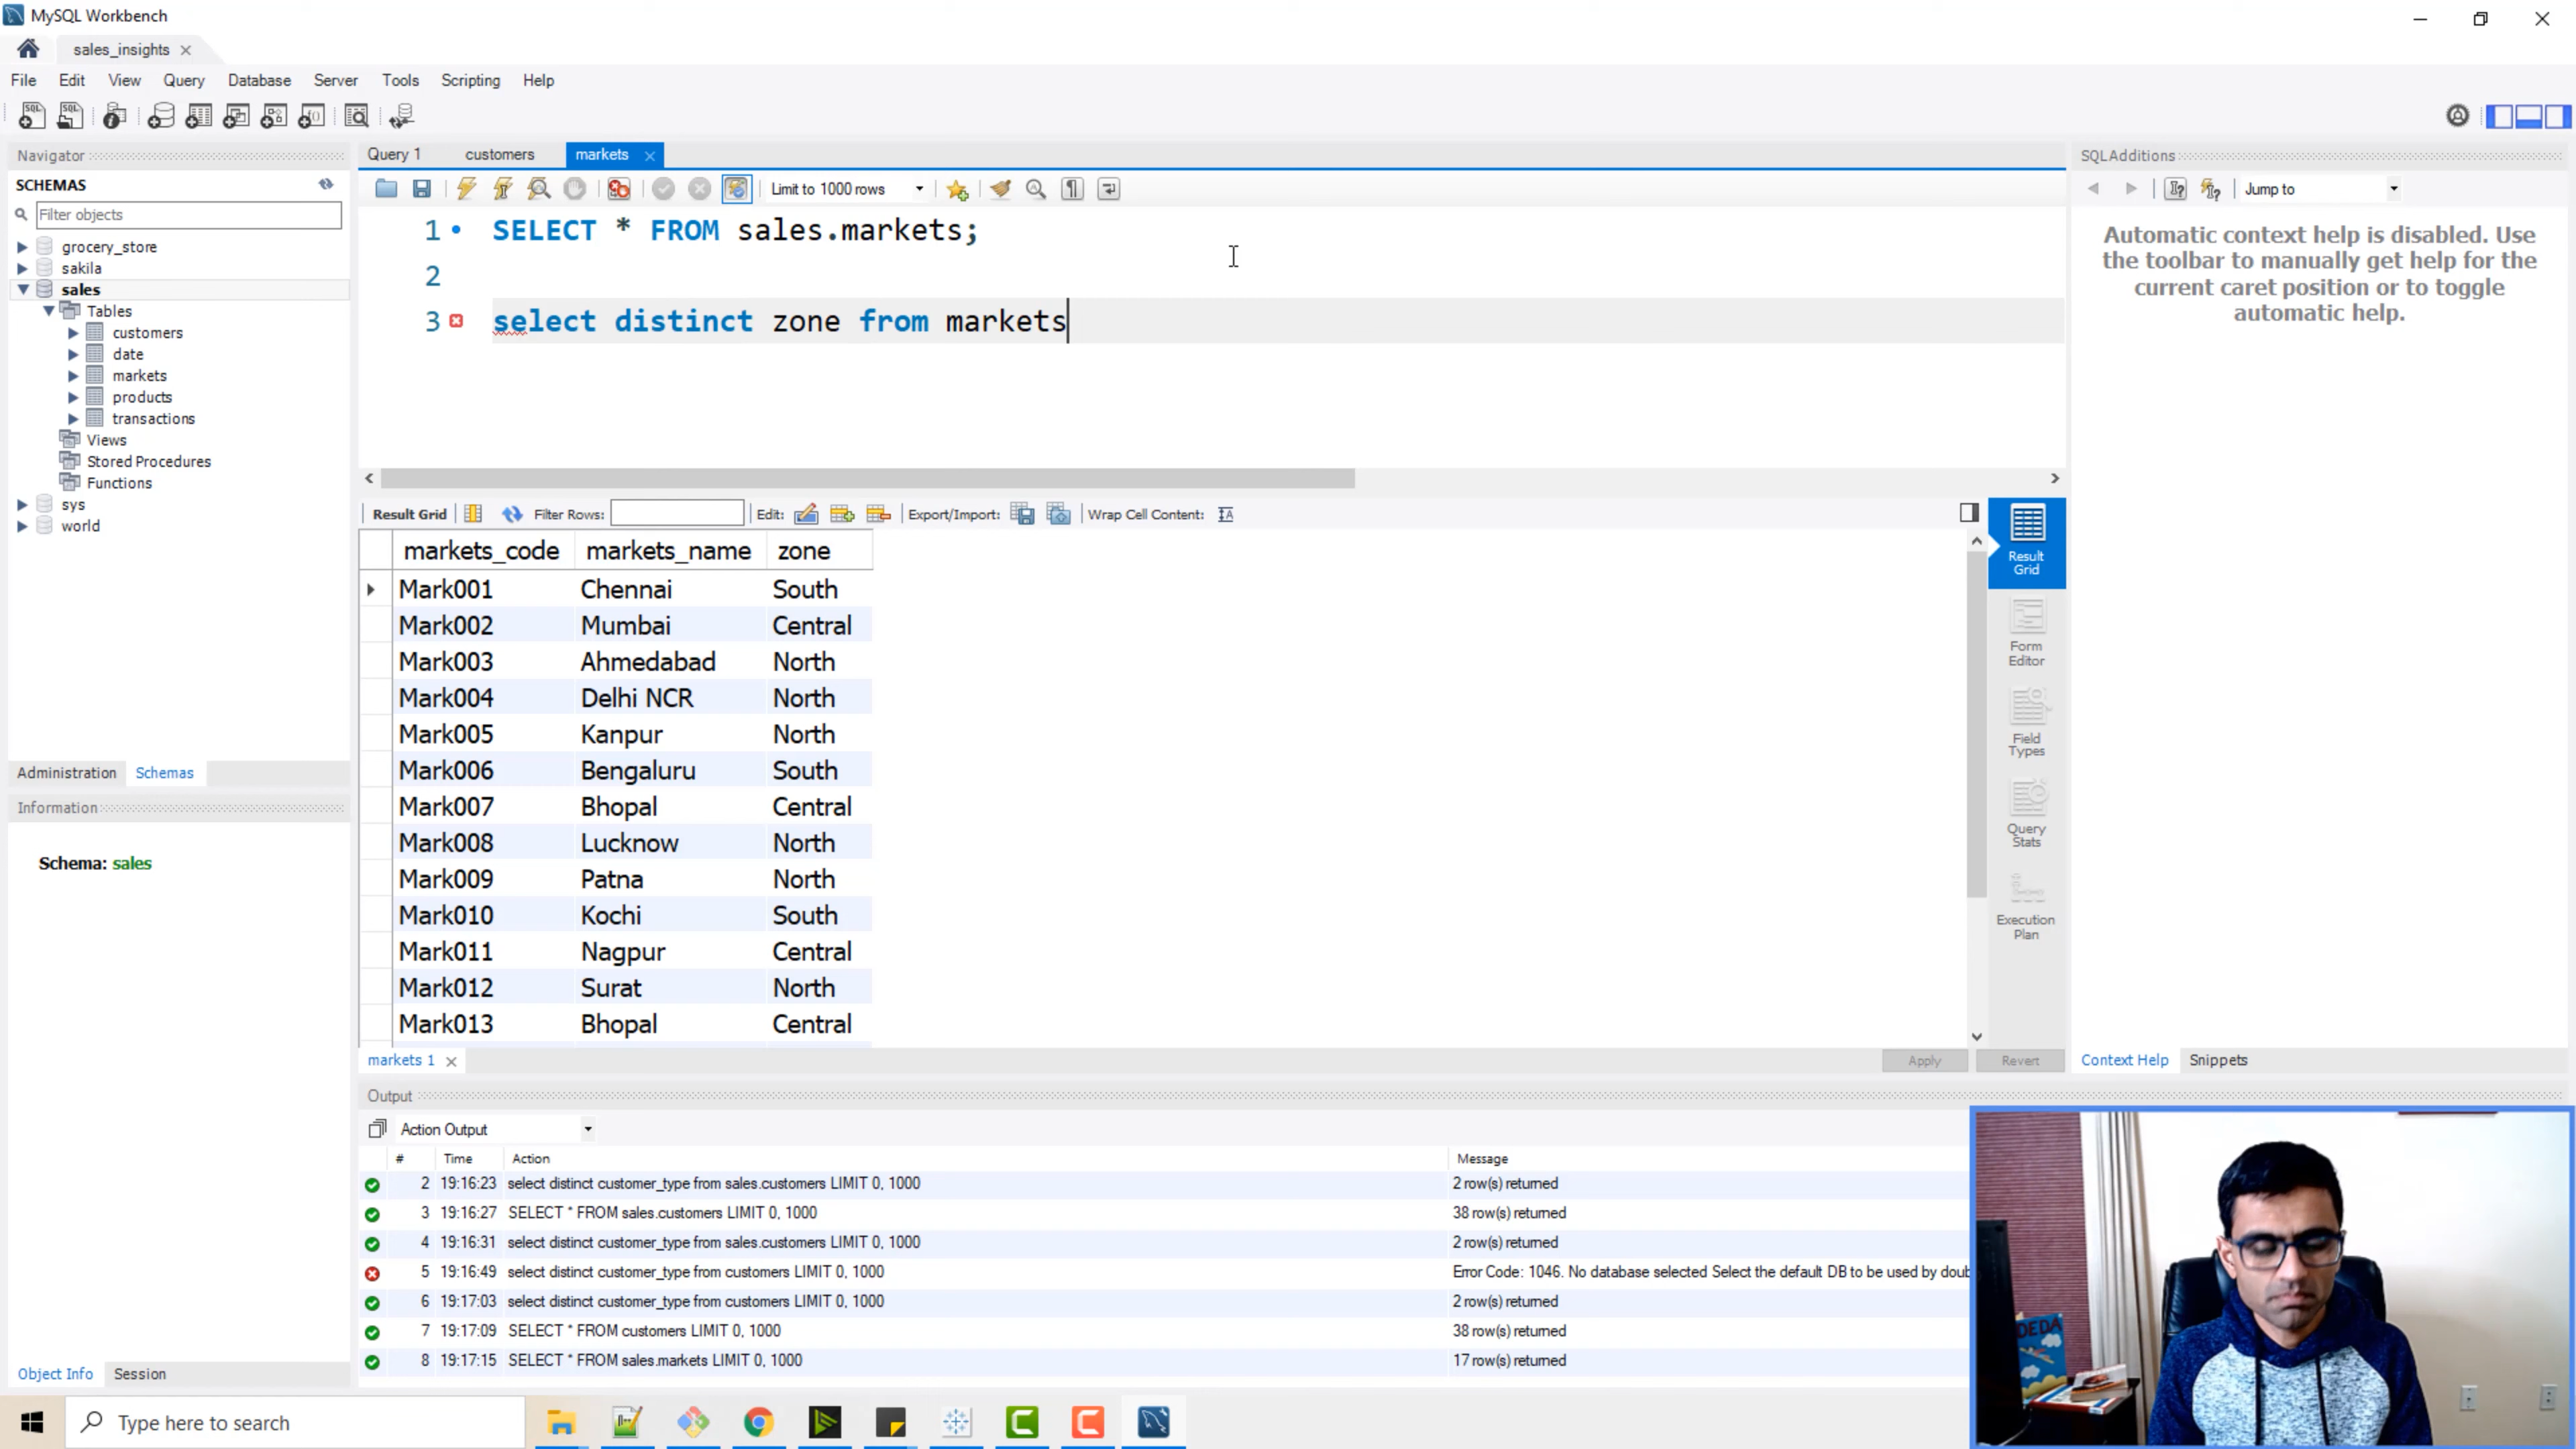 MySQL Workbench
sales_insights
File Edit View Query Database Server Tools Scripting Help
Navigator
SCHEMAS
Filter objects
grocery_store
sakila
sales
Tables
customers
date
markets
products
transactions
Views
Stored Procedures
Functions
sys
world
Administration Schemas
Information
Schema: sales
Object Info Session
Query 1 customers markets
Limit to 1000 rows
1 SELECT * FROM sales.markets;
2
3 select distinct zone from markets
Result Grid Filter Rows: Edit: Export/Import: Wrap Cell Content:
markets_code markets_name zone
Mark001 Chennai South
Mark002 Mumbai Central
Mark003 Ahmedabad North
Mark004 Delhi NCR North
Mark005 Kanpur North
Mark006 Bengaluru South
Mark007 Bhopal Central
Mark008 Lucknow North
Mark009 Patna North
Mark010 Kochi South
Mark011 Nagpur Central
Mark012 Surat North
Mark013 Bhopal Central
Result
Grid
Form
Editor
Field
Types
Query
Stats
Execution
Plan
markets 1 Apply Revert
SQLAdditions
Jump to
Automatic context help is disabled. Use
the toolbar to manually get help for the
current caret position or to toggle
automatic help.
Context Help Snippets
Output
Action Output
# Time Action Message
2 19:16:23 select distinct customer_type from sales.customers LIMIT 0, 1000 2 row(s) returned
3 19:16:27 SELECT * FROM sales.customers LIMIT 0, 1000 38 row(s) returned
4 19:16:31 select distinct customer_type from sales.customers LIMIT 0, 1000 2 row(s) returned
5 19:16:49 select distinct customer_type from customers LIMIT 0, 1000 Error Code: 1046. No database selected Select the default DB to be used by doub
6 19:17:03 select distinct customer_type from customers LIMIT 0, 1000 2 row(s) returned
7 19:17:09 SELECT * FROM customers LIMIT 0, 1000 38 row(s) returned
8 19:17:15 SELECT * FROM sales.markets LIMIT 0, 1000 17 row(s) returned
Type here to search